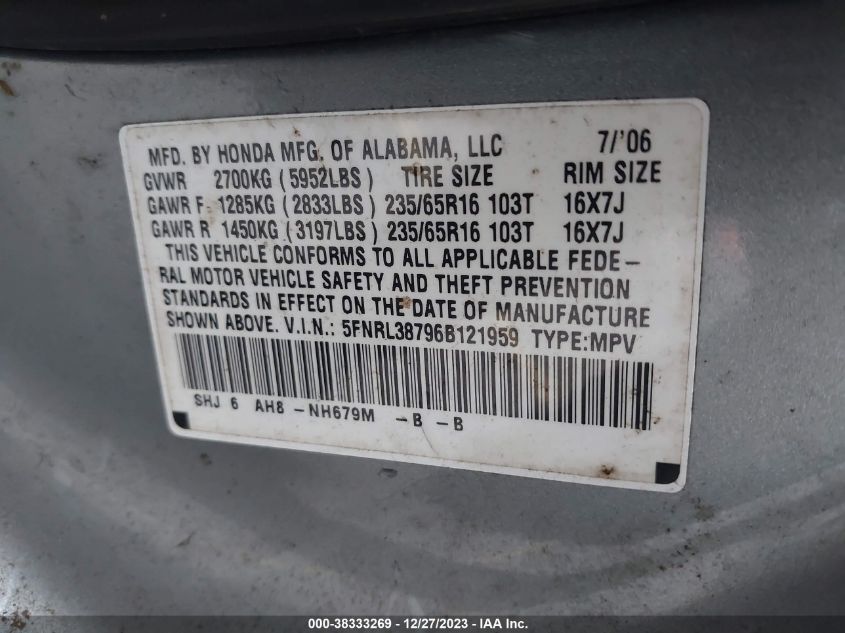 MFD. BY HONDA MFG. OF ALABAMA, LLC 7/'06
GVWR 2700KG (5952LBS) TIRE SIZE RIM SIZE
GAWR F 1285KG (2833LBS) 235/65R16 103T 16X7J
GAWR R 1450KG (3197LBS) 235/65R16 103T 16X7J
THIS VEHICLE CONFORMS TO ALL APPLICABLE FEDE-
RAL MOTOR VEHICLE SAFETY AND THEFT PREVENTION
STANDARDS IN EFFECT ON THE DATE OF MANUFACTURE
SHOWN ABOVE. V.I.N.: 5FNRL38796B121959 TYPE:MPV
SHJ 6 AH8 -NH679M -B -B
000-38333269 - 12/27/2023 - IAA Inc.